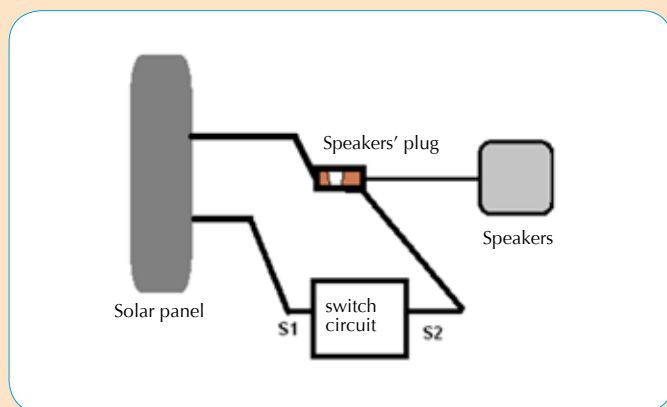 Speakers' plug
Speakers
Solar panel
switch
circuit
S1
S2